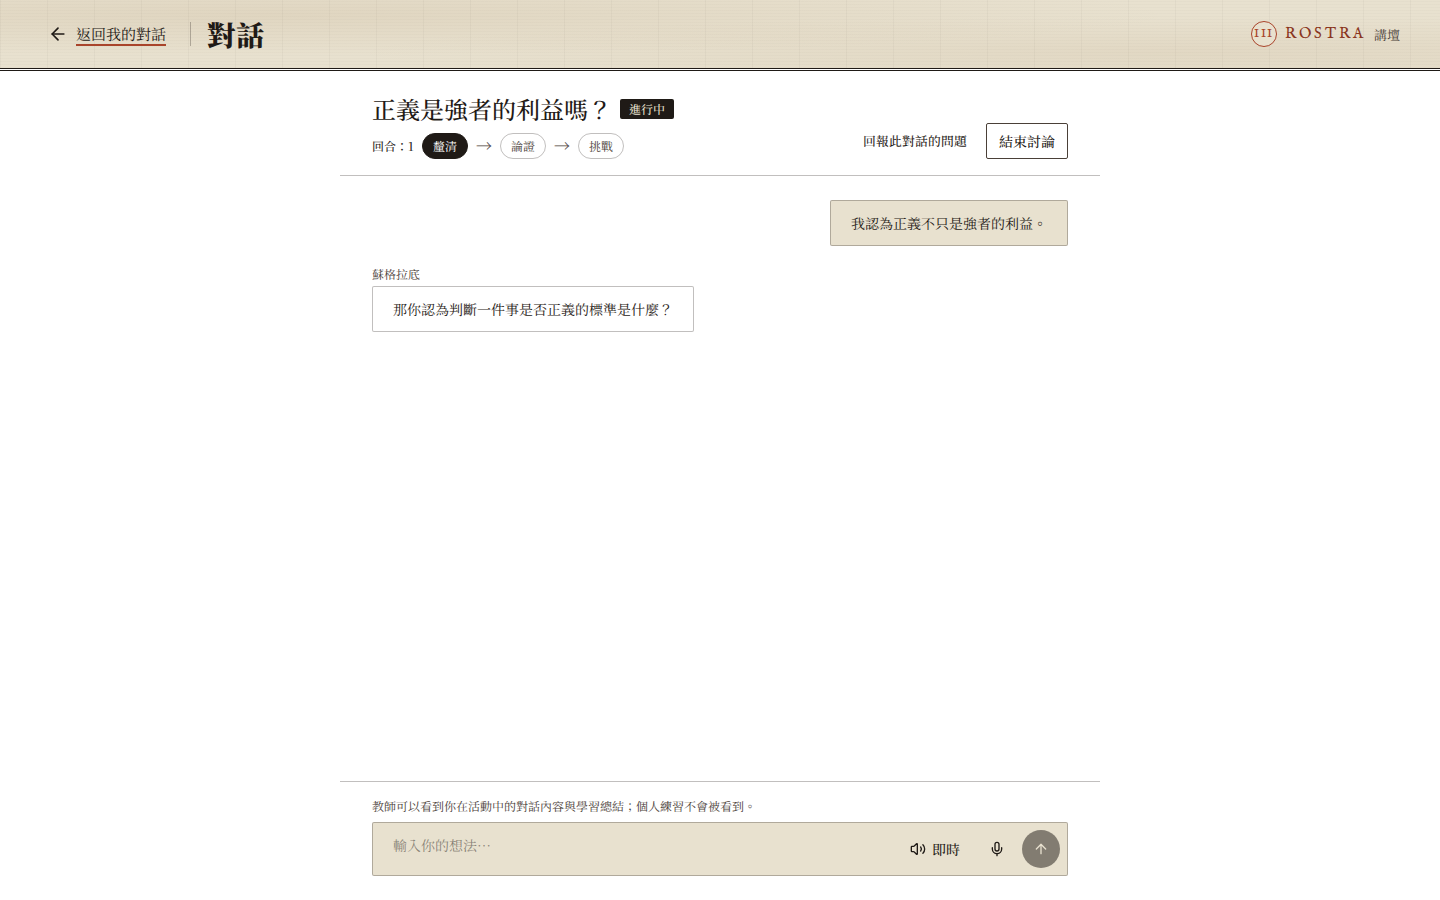 返回我的對話
對話
III ROSTRA 講壇
正義是強者的利益嗎？ 進行中
回合：1 釐清 → 論證 → 挑戰
回報此對話的問題 結束討論
我認為正義不只是強者的利益。
蘇格拉底
那你認為判斷一件事是否正義的標準是什麼？
教師可以看到你在活動中的對話內容與學習總結；個人練習不會被看到。
輸入你的想法⋯ 即時